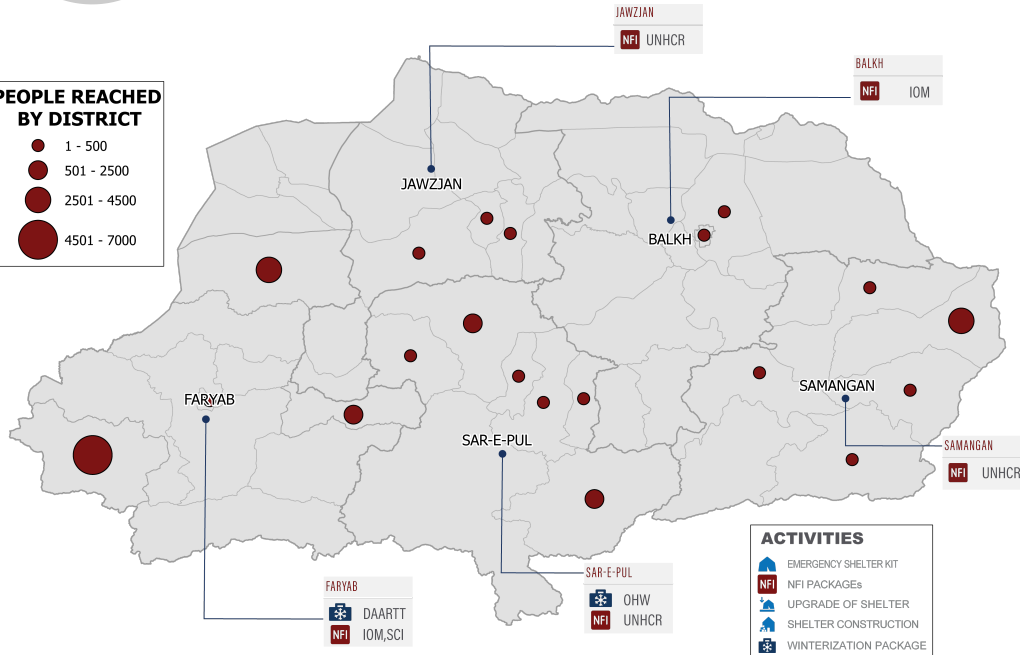 JAWZJAN
NFI UNHCR
BALKH
NFI IOM
PEOPLE REACHED
BY DISTRICT
1 - 500
501 - 2500
2501 - 4500
4501 - 7000
JAWZJAN
BALKH
FARYAB
SAMANGAN
SAR-E-PUL
SAMANGAN
NFI UNHCR
FARYAB
DAARTT
NFI IOM,SCI
SAR-E-PUL
OHW
NFI UNHCR
ACTIVITIES
EMERGENCY SHELTER KIT
NFI NFI PACKAGEs
UPGRADE OF SHELTER
SHELTER CONSTRUCTION
WINTERIZATION PACKAGE